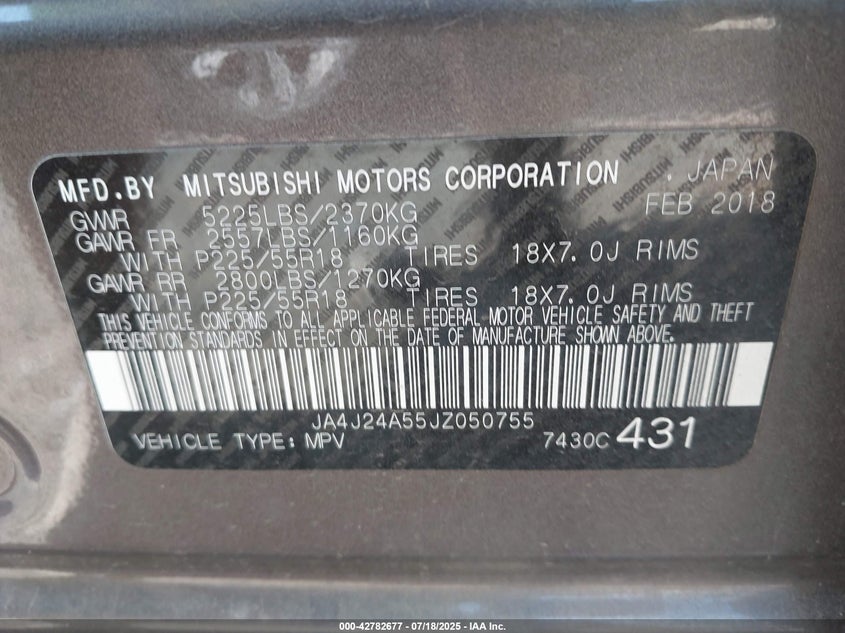 MFD.BY MITSUBISHI MOTORS CORPORATION . JAPAN
GVWR 5225LBS/2370KG FEB 2018
GAWR FR 2557LBS/1160KG
WITH P225/55R18 TIRES 18X7.0J RIMS
GAWR RR 2800LBS/1270KG
WITH P225/55R18 TIRES 18X7.0J RIMS
THIS VEHICLE CONFORMS TO ALL APPLICABLE FEDERAL MOTOR VEHICLE SAFETY AND THEFT
PREVENTION STANDARDS IN EFFECT ON THE DATE OF MANUFACTURE SHOWN ABOVE.
JA4J24A55JZ050755
VEHICLE TYPE: MPV 7430C 431
000-42782677 - 07/18/2025 - IAA Inc.